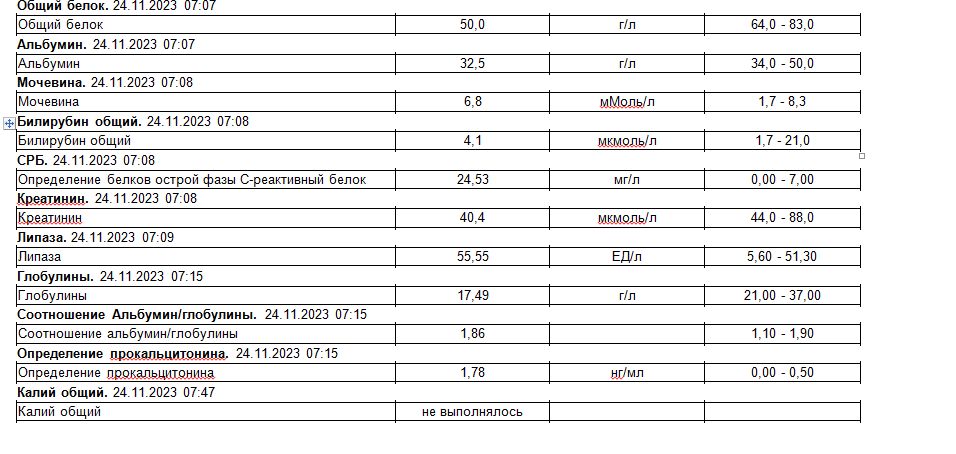 Общий белок. 24.11.2023 07:07
Общий белок 50,0 г/л 64,0 - 83,0
Альбумин. 24.11.2023 07:07
Альбумин 32,5 г/л 34,0 - 50,0
Мочевина. 24.11.2023 07:08
Мочевина 6,8 мМоль/л 1,7 - 8,3
Билирубин общий. 24.11.2023 07:08
Билирубин общий 4,1 мкмоль/л 1,7 - 21,0
СРБ. 24.11.2023 07:08
Определение белков острой фазы С-реактивный белок 24,53 мг/л 0,00 - 7,00
Креатинин. 24.11.2023 07:08
Креатинин 40,4 мкмоль/л 44,0 - 88,0
Липаза. 24.11.2023 07:09
Липаза 55,55 ЕД/л 5,60 - 51,30
Глобулины. 24.11.2023 07:15
Глобулины 17,49 г/л 21,00 - 37,00
Соотношение Альбумин/глобулины. 24.11.2023 07:15
Соотношение альбумин/глобулины 1,86 1,10 - 1,90
Определение прокальцитонина. 24.11.2023 07:15
Определение прокальцитонина 1,78 нг/мл 0,00 - 0,50
Калий общий. 24.11.2023 07:47
Калий общий не выполнялось